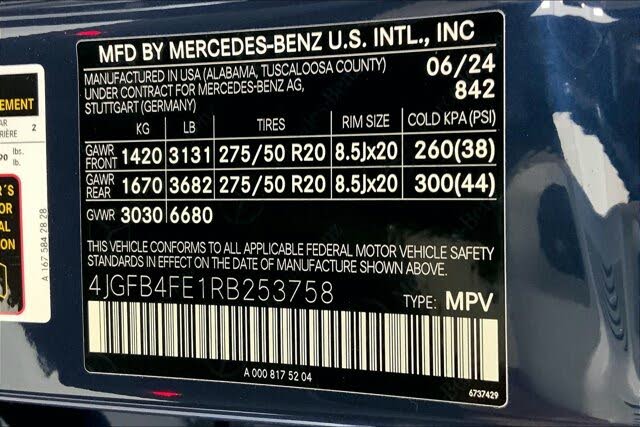 MFD BY MERCEDES-BENZ U.S. INTL., INC
MANUFACTURED IN USA (ALABAMA, TUSCALOOSA COUNTY) 06/24
UNDER CONTRACT FOR MERCEDES-BENZ AG, 842
STUTTGART (GERMANY)
KG LB TIRES RIM SIZE COLD KPA (PSI)
GAWR FRONT 1420 3131 275/50 R20 8.5Jx20 260(38)
GAWR REAR 1670 3682 275/50 R20 8.5Jx20 300(44)
GVWR 3030 6680
THIS VEHICLE CONFORMS TO ALL APPLICABLE FEDERAL MOTOR VEHICLE SAFETY
STANDARDS IN EFFECT ON THE DATE OF MANUFACTURE SHOWN ABOVE.
4JGFB4FE1RB253758 TYPE: MPV
A 000 817 52 04
6737429
EMENT
2
lbs.
lb.
A 167 584 28 28